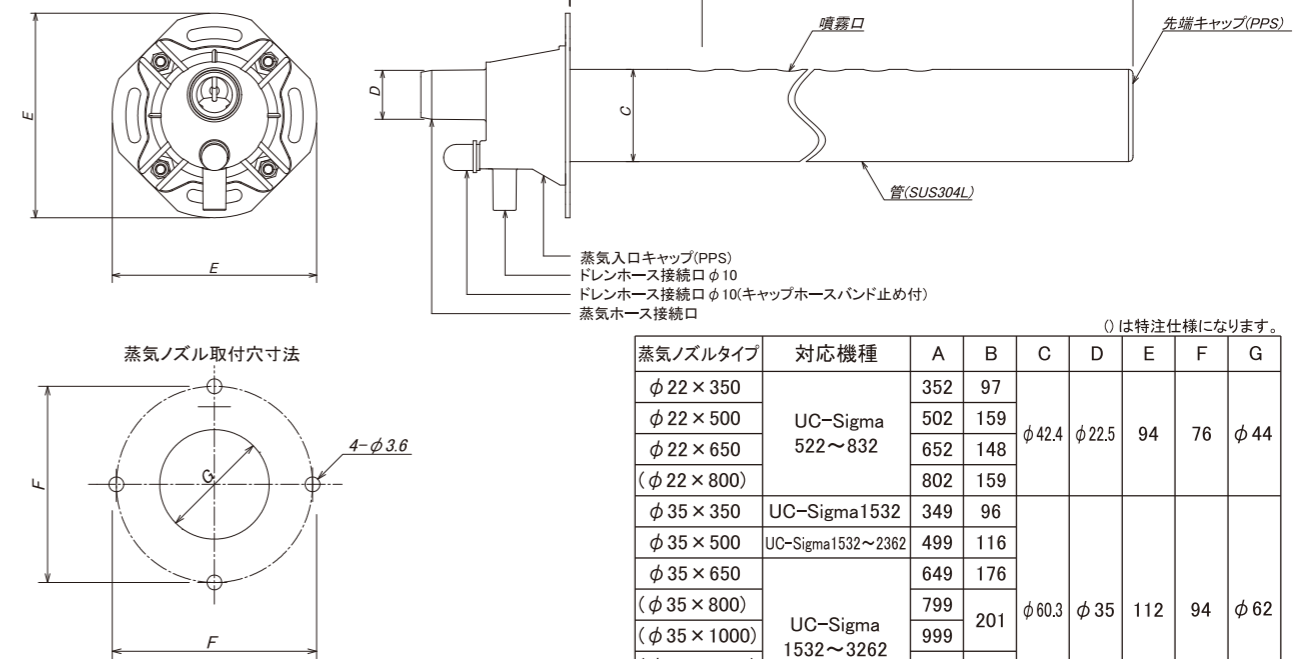 噴霧口
先端キャップ(PPS)
E
D
C
管(SUS304L)
E
蒸気入口キャップ(PPS)
ドレンホース接続口φ10
ドレンホース接続口φ10(キャップホースバンド止め付)
蒸気ホース接続口
()は特注仕様になります。
蒸気ノズル取付穴寸法
F
G
4-φ3.6
F
蒸気ノズルタイプ 対応機種 A B C D E F G
φ22×350 352 97
φ22×500 502 159
φ22×650 652 148
(φ22×800) 802 159
UC-Sigma
522～832
φ42.4 φ22.5 94 76 φ44
φ35×350 UC-Sigma1532 349 96
φ35×500 UC-Sigma1532～2362 499 116
φ35×650 649 176
(φ35×800) 799 201
(φ35×1000) 999
UC-Sigma
1532～3262
φ60.3 φ35 112 94 φ62